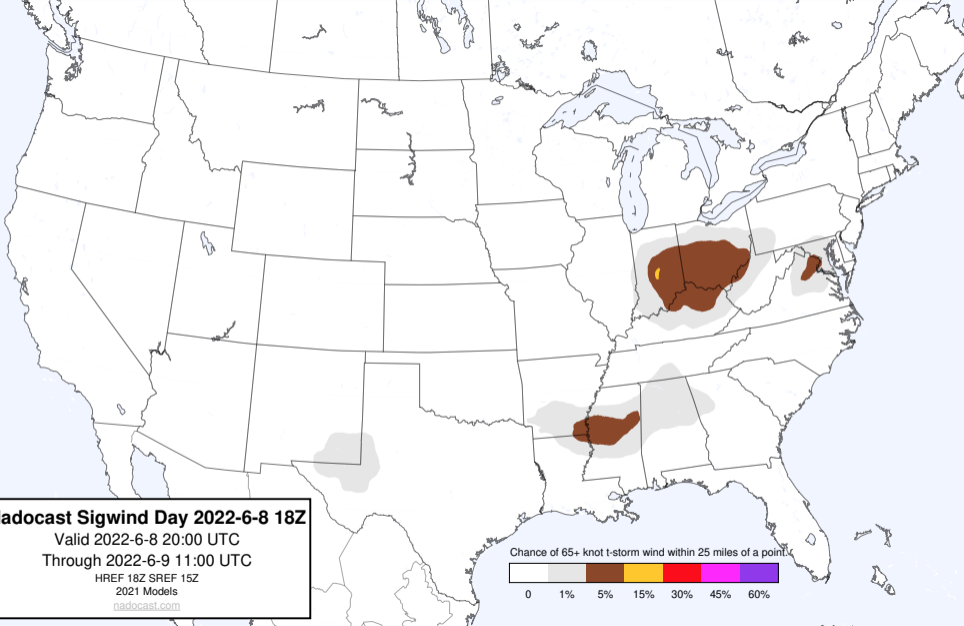 adocast Sigwind Day 2022-6-8 18Z
Valid 2022-6-8 20:00 UTC
Through 2022-6-9 11:00 UTC
HREF 18Z SREF 15Z
2021 Models
nadocast.com
Chance of 65+ knot t-storm wind within 25 miles of a point.
0 1% 5% 15% 30% 45% 60%